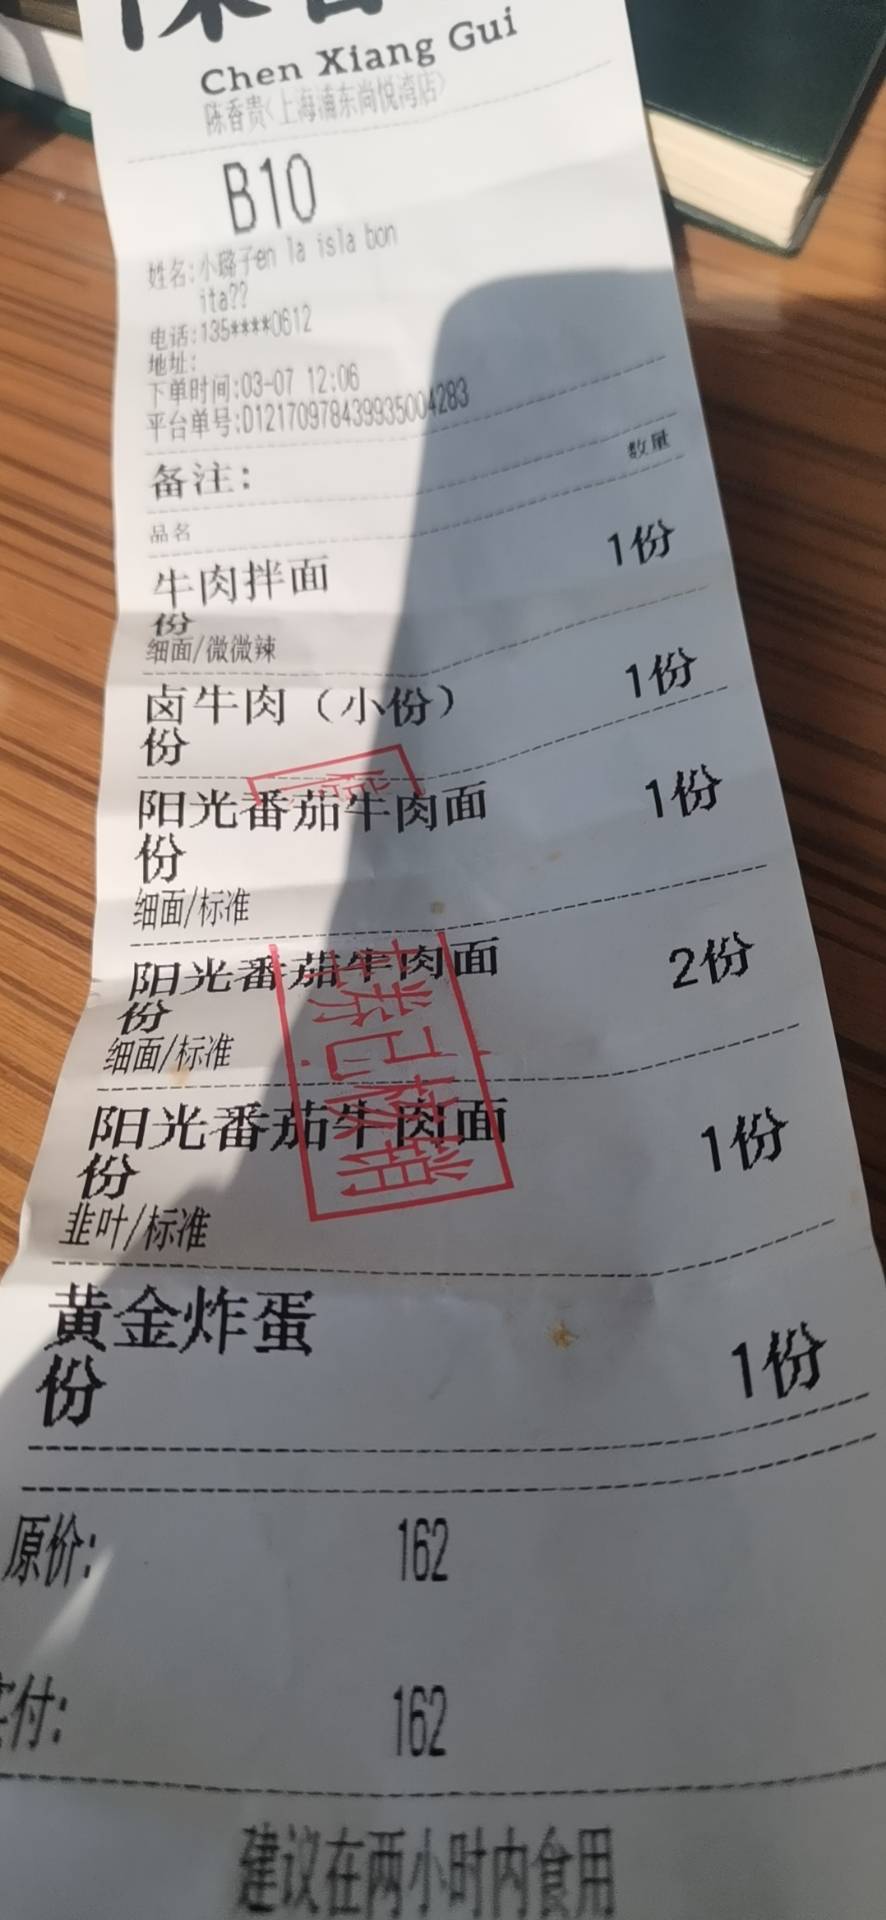 Chen Xiang Gui
陈香贵<上海浦东尚悦湾店>
B10
姓名:小璐子en la isla bon
ita??
电话:135****0612
地址:
下单时间:03-07 12:06
平台单号:D12170978439935004283
备注:
品名 数量
牛肉拌面 1份
份
细面/微微辣
卤牛肉（小份） 1份
份
阳光番茄牛肉面 1份
份
细面/标准
阳光番茄牛肉面 2份
份
细面/标准
阳光番茄牛肉面 1份
份
韭叶/标准
黄金炸蛋
份 1份
原价: 162
实付: 162
建议在两小时内食用
券已核销